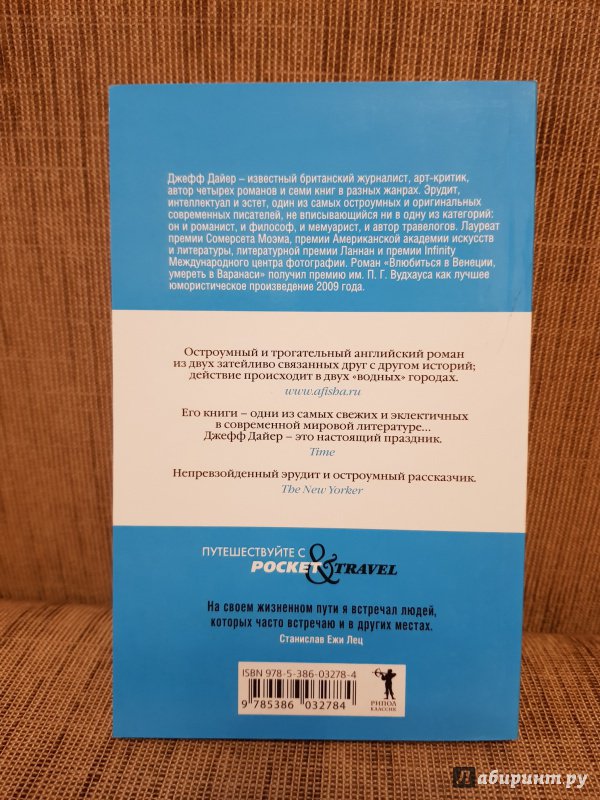 Джефф Дайер – известный британский журналист, арт-критик,
автор четырех романов и семи книг в разных жанрах. Эрудит,
интеллектуал и эстет, один из самых остроумных и оригинальных
современных писателей, не вписывающийся ни в одну из категорий:
он и романист, и философ, и мемуарист, и автор травелогов. Лауреат
премии Сомерсета Моэма, премии Американской академии искусств
и литературы, литературной премии Ланнан и премии Infinity
Международного центра фотографии. Роман «Влюбиться в Венеции,
умереть в Варанаси» получил премию им. П. Г. Вудхауса как лучшее
юмористическое произведение 2009 года.
Остроумный и трогательный английский роман
из двух затейливо связанных друг с другом историй;
действие происходит в двух «водных» городах.
www.afisha.ru
Его книги – одни из самых свежих и эклектичных
в современной мировой литературе...
Джефф Дайер – это настоящий праздник.
Time
Непревзойденный эрудит и остроумный рассказчик.
The New Yorker
ПУТЕШЕСТВУЙТЕ С
POCKET & TRAVEL
На своем жизненном пути я встречал людей,
которых часто встречаю и в других местах.
Станислав Ежи Лец
ISBN 978-5-386-03278-4
9 785386 032784
РИПОЛ
КЛАССИК
Лабиринт.ру